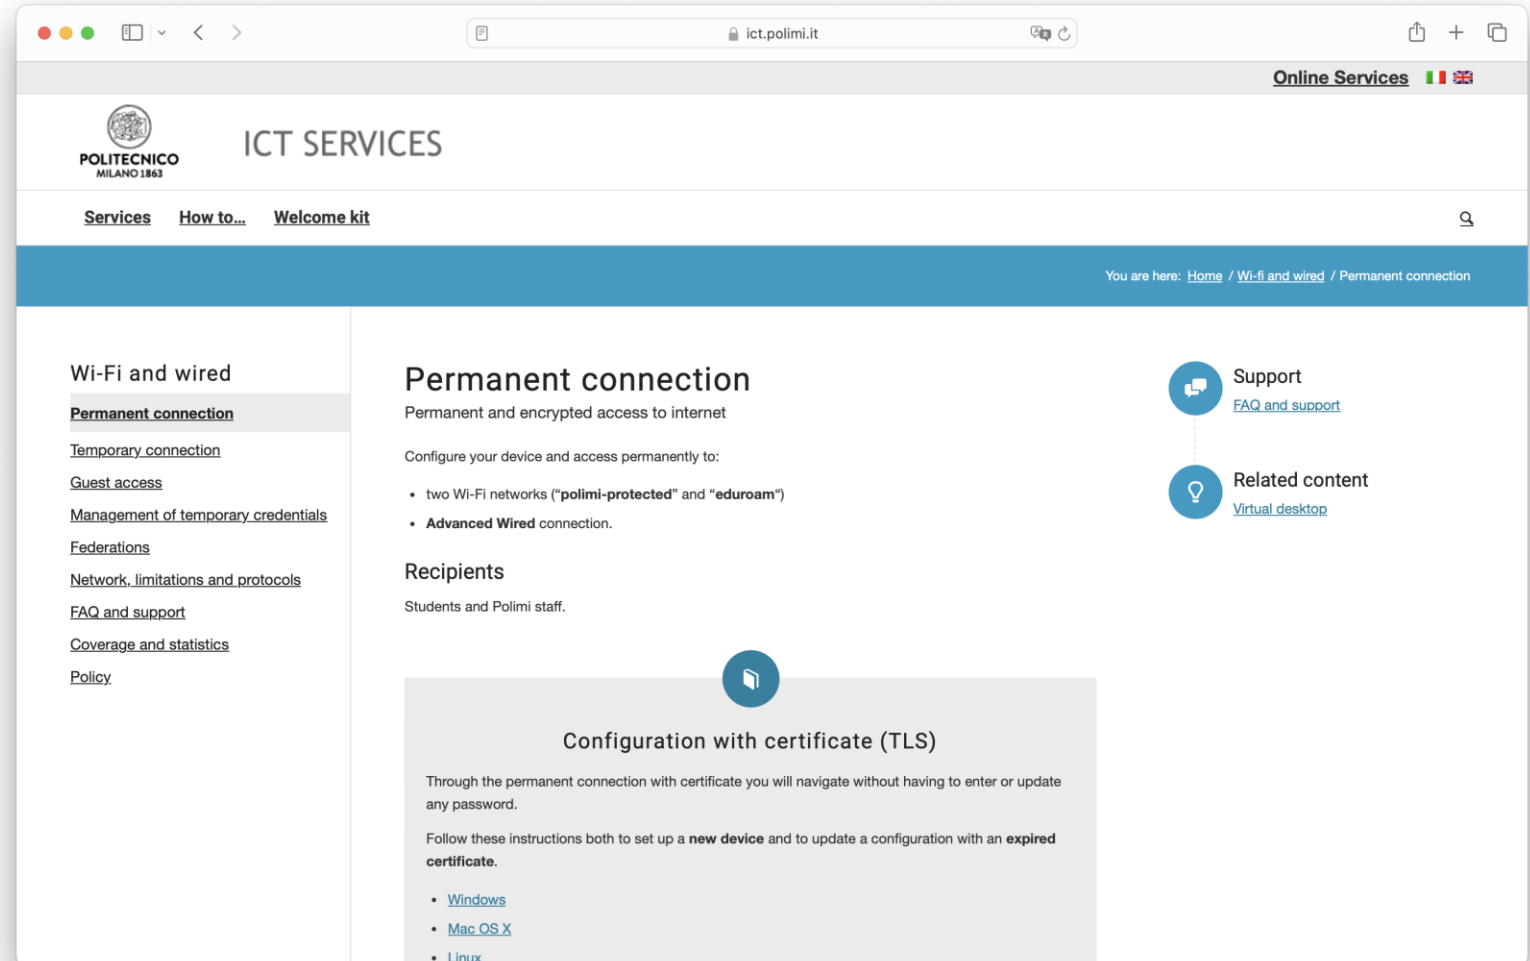 ict.polimi.it
Online Services
POLITECNICO
MILANO 1863
ICT SERVICES
Services How to... Welcome kit
You are here: Home / Wi-fi and wired / Permanent connection
Wi-Fi and wired
Permanent connection
Temporary connection
Guest access
Management of temporary credentials
Federations
Network, limitations and protocols
FAQ and support
Coverage and statistics
Policy
Permanent connection
Permanent and encrypted access to internet
Configure your device and access permanently to:
• two Wi-Fi networks (“polimi-protected” and “eduroam“)
• Advanced Wired connection.
Recipients
Students and Polimi staff.
Configuration with certificate (TLS)
Through the permanent connection with certificate you will navigate without having to enter or update
any password.
Follow these instructions both to set up a new device and to update a configuration with an expired
certificate.
• Windows
• Mac OS X
• Linux
Support
FAQ and support
Related content
Virtual desktop